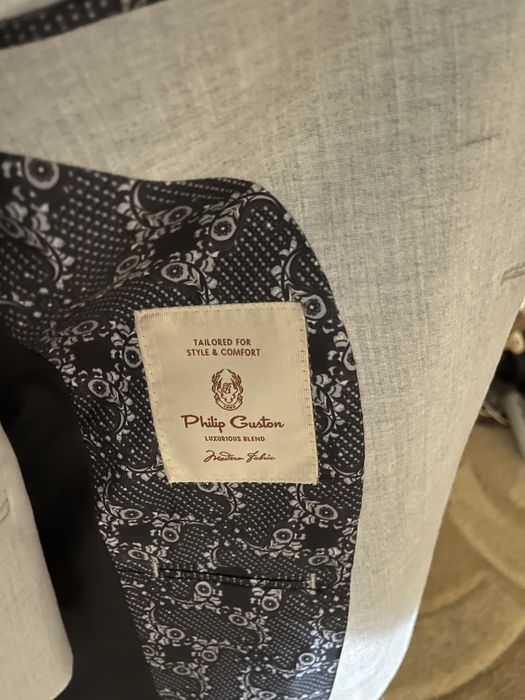 TAILORED FOR
STYLE & COMFORT
Philip Guston
LUXURIOUS BLEND
Modern Fabric